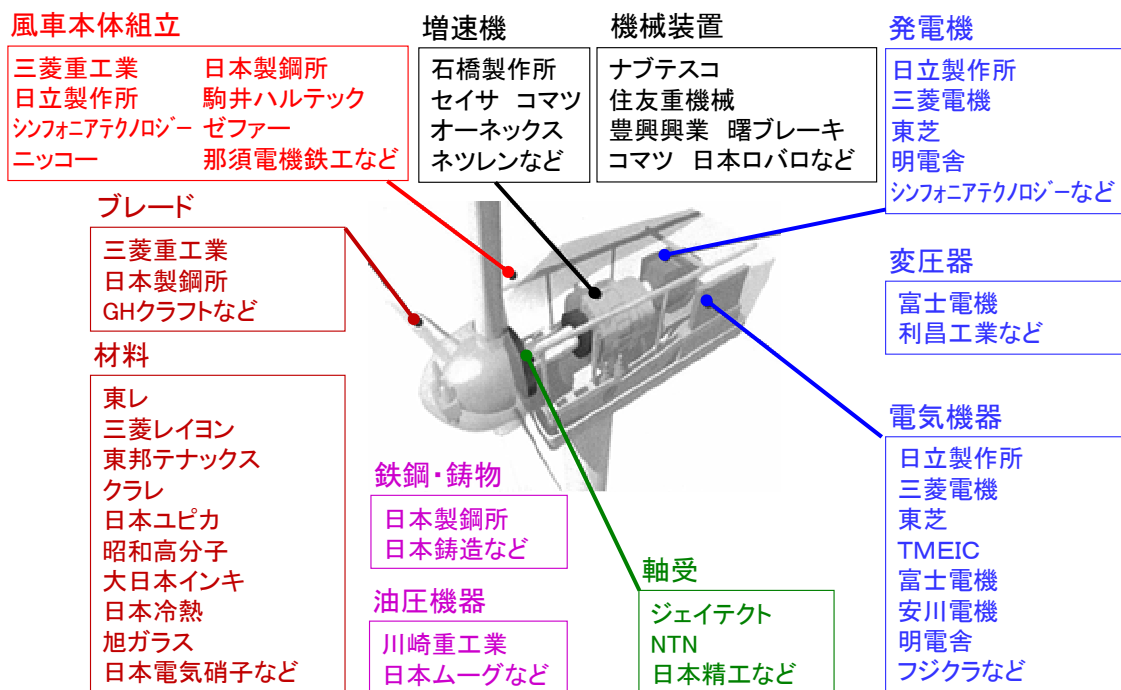 風車本体組立
三菱重工業 日本製鋼所
日立製作所 駒井ハルテック
シンフォニアテクノロジー ゼファー
ニッコー 那須電機鉄工など
増速機
石橋製作所
セイサ コマツ
オーネックス
ネツレンなど
機械装置
ナブテスコ
住友重機械
豊興興業 曙ブレーキ
コマツ 日本ロバロなど
発電機
日立製作所
三菱電機
東芝
明電舎
シンフォニアテクノロジーなど
ブレード
三菱重工業
日本製鋼所
GHクラフトなど
変圧器
富士電機
利昌工業など
材料
東レ
三菱レイヨン
東邦テナックス
クラレ
日本ユピカ
昭和高分子
大日本インキ
日本冷熱
旭ガラス
日本電気硝子など
鉄鋼・鋳物
日本製鋼所
日本鋳造など
油圧機器
川崎重工業
日本ムーグなど
軸受
ジェイテクト
NTN
日本精工など
電気機器
日立製作所
三菱電機
東芝
TMEIC
富士電機
安川電機
明電舎
フジクラなど